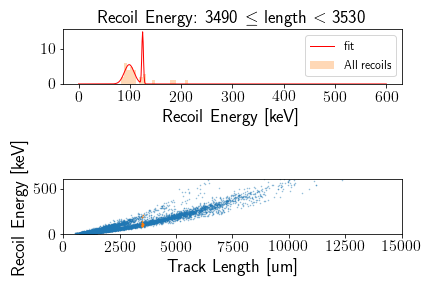 Recoil Energy: 3490 ≤ length < 3530
10
0
fit
All recoils
0 100 200 300 400 500 600
Recoil Energy [keV]
Recoil Energy [keV]
500
0
0 2500 5000 7500 10000 12500 15000
Track Length [um]